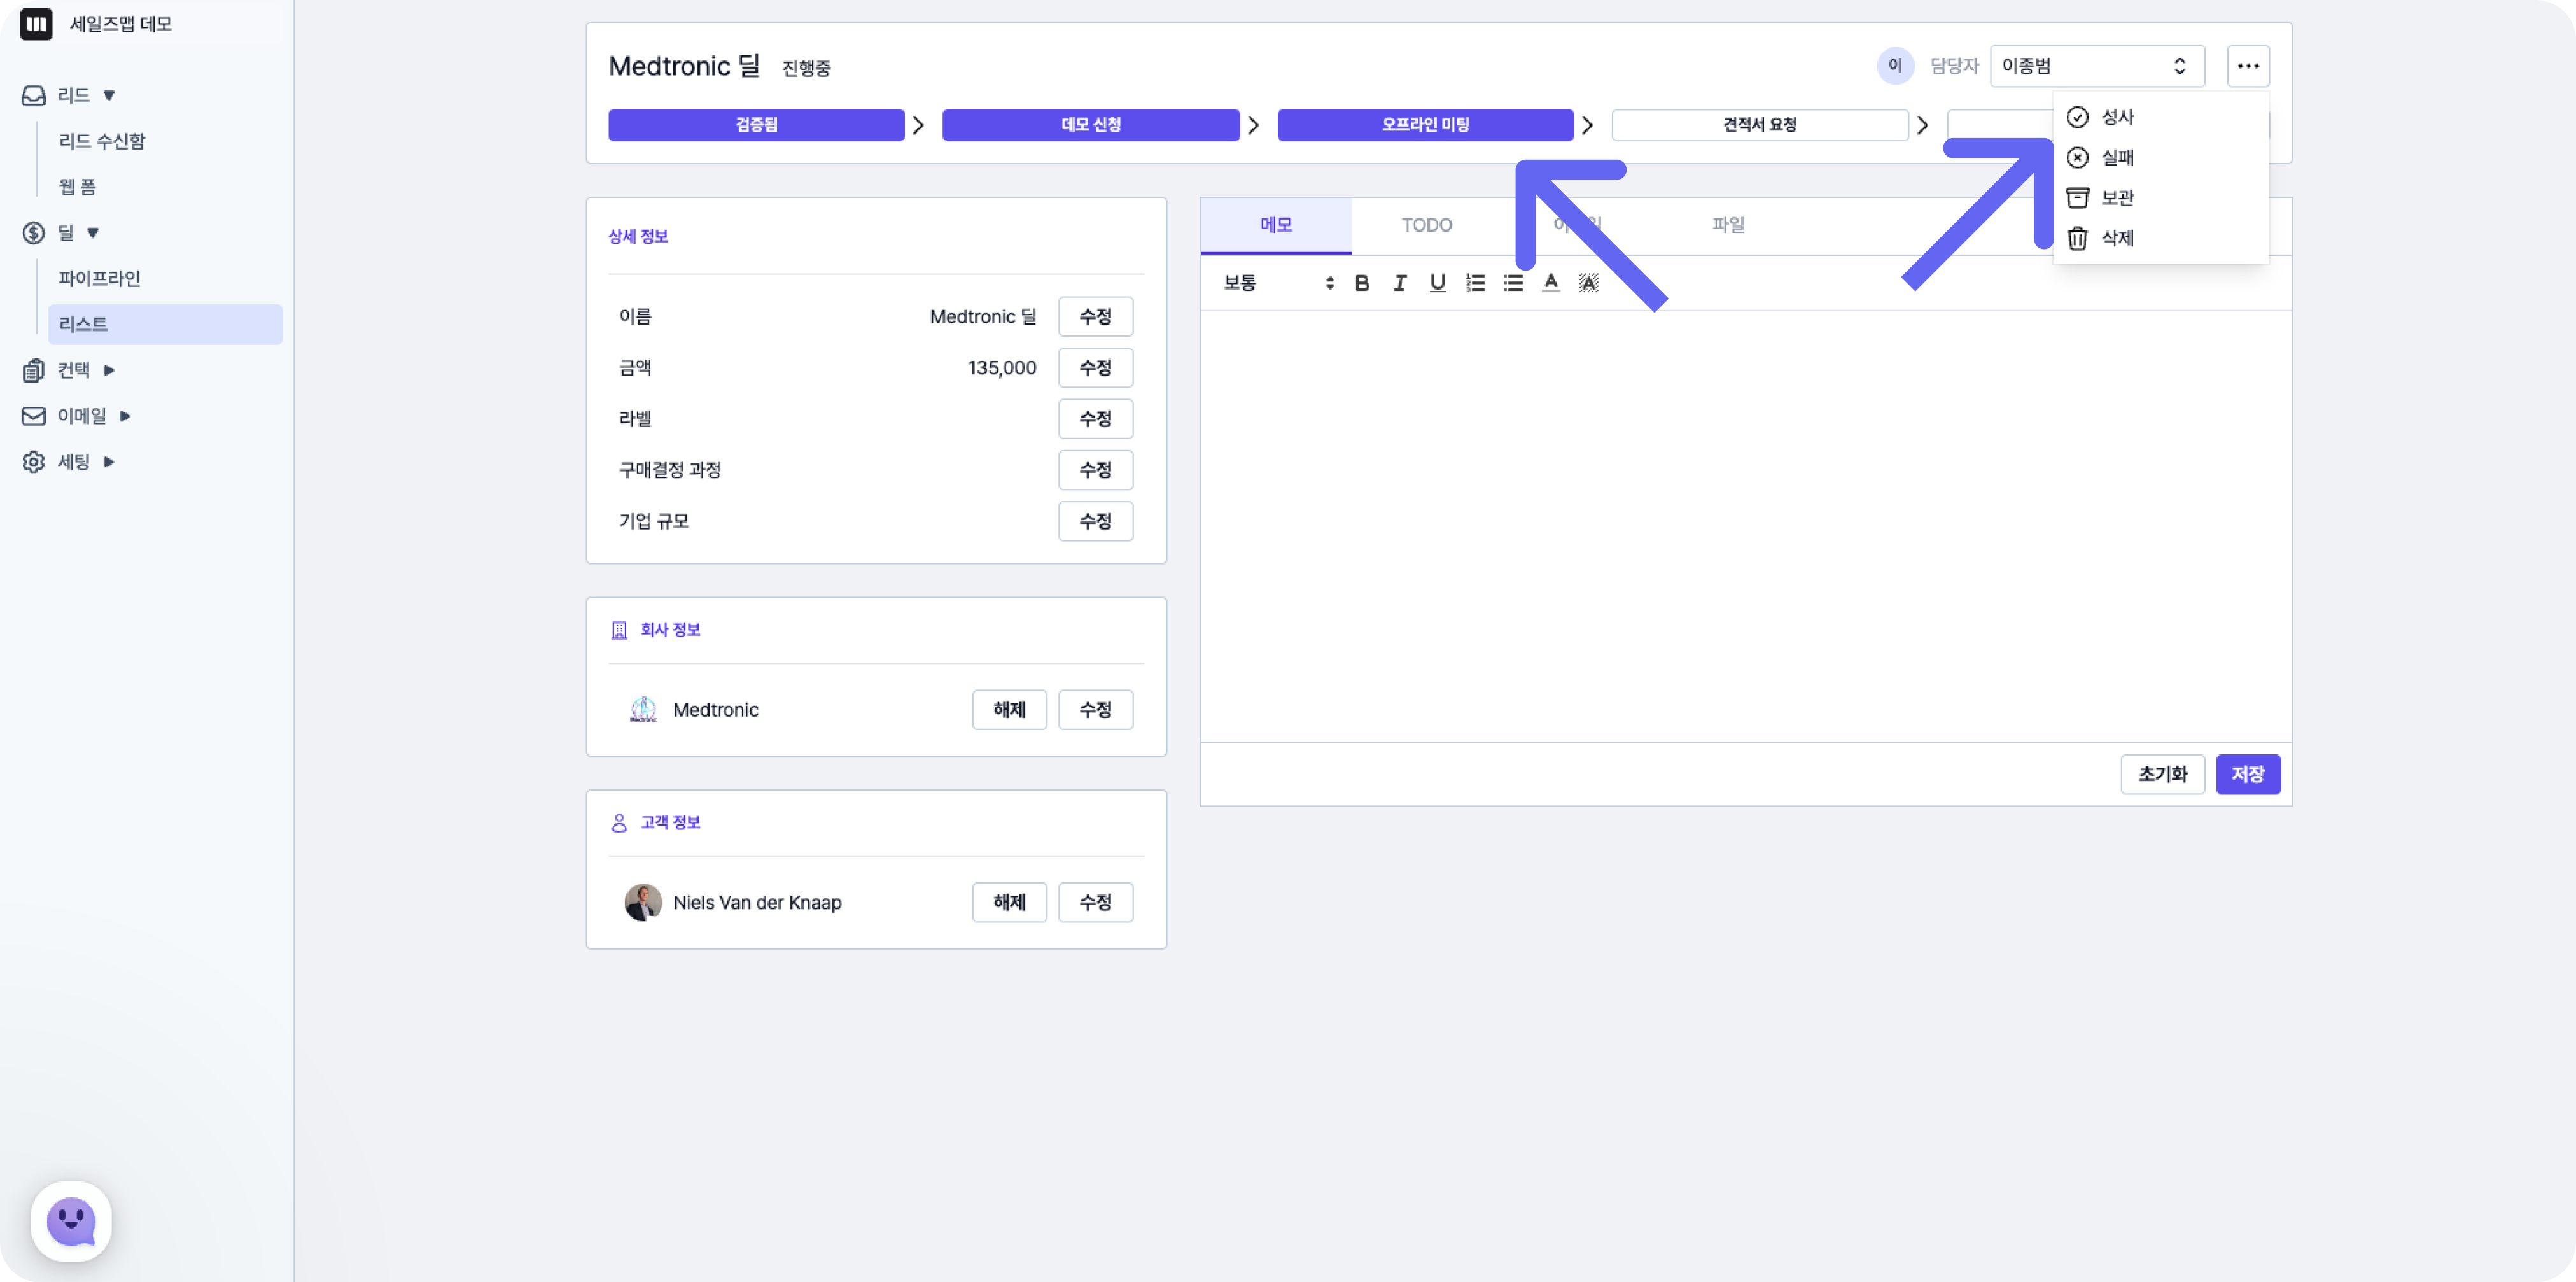 세일즈맵 데모
리드 ▼
리드 수신함
웹 폼
딜 ▼
파이프라인
리스트
컨택 ▶
이메일 ▶
세팅 ▶
Medtronic 딜 진행중
이 담당자 이종범
검증됨 > 데모 신청 > 오프라인 미팅 > 견적서 요청 >
성사
실패
보관
삭제
상세 정보
이름 Medtronic 딜 수정
금액 135,000 수정
라벨 수정
구매결정 과정 수정
기업 규모 수정
회사 정보
Medtronic 해제 수정
고객 정보
Niels Van der Knaap 해제 수정
메모 TODO 파일
보통 B I U A A
초기화 저장